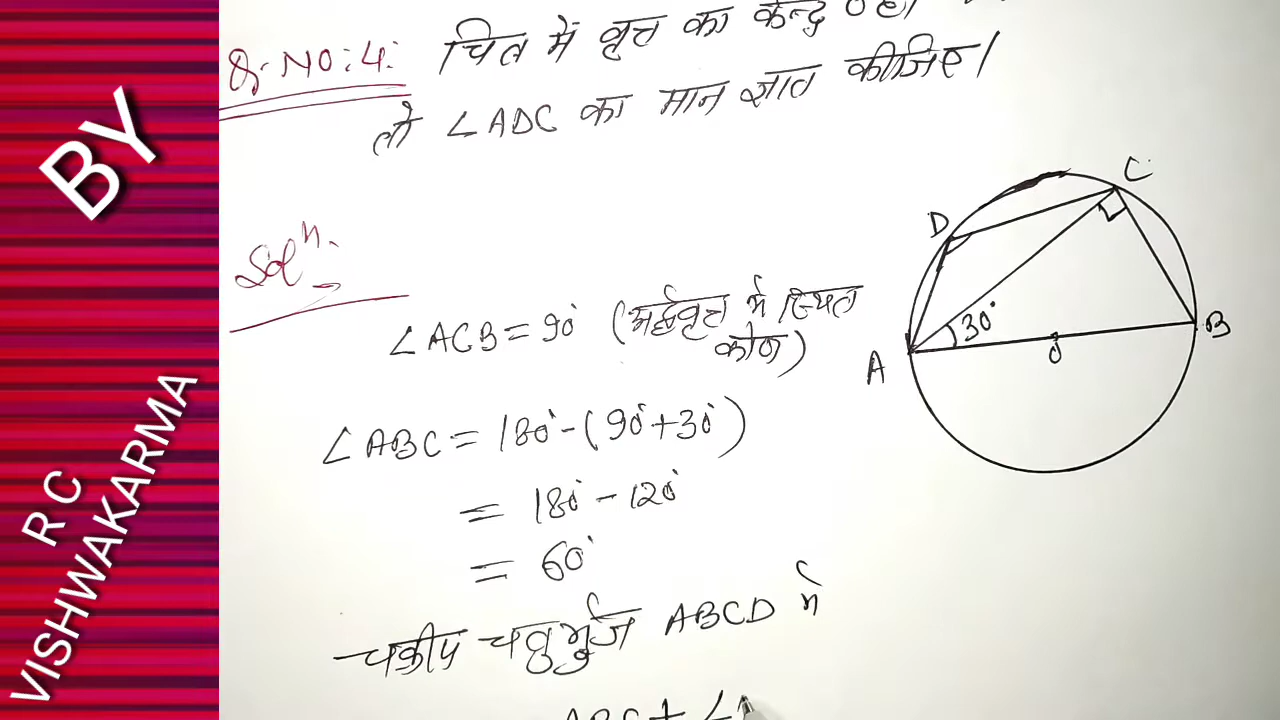 BY
R C
VISHWAKARMA
Q. NO:4: चित्र में वृत्त का केन्द्र O है।
तो ∠ADC का मान ज्ञात कीजिए।
Solⁿ.
∠ACB = 90° (अर्द्धवृत्त में स्थित
कोण)
∠ABC = 180° - (90° + 30°)
= 180° - 120°
= 60°
चक्रीय चतुर्भुज ABCD में
ABC + ∠
C
D
30°
A
O
B